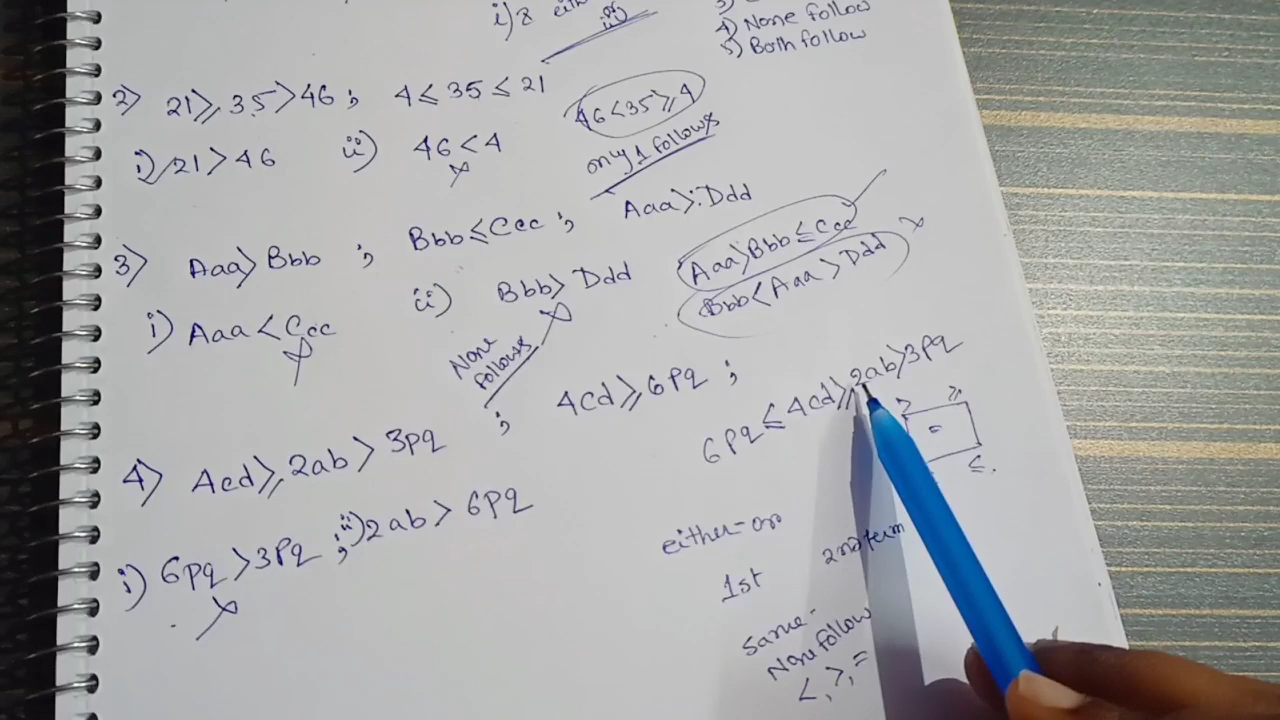 i)8
4) None follow
5) Both follow
2) 21≥35>46; 4≤35≤21
46<35≥4
i) 21>46 ii) 46<4
only 1 follows
3) Aaa>Bbb ; Bbb≤Ccc ; Aaa>:Ddd
Aaa>Bbb≤Ccc
i) Aaa<Ccc ii) Bbb>Ddd
Bbb<Aaa>Ddd
None
follows
4) 4cd≥2ab>3pq ; 4cd≥6pq ;
6pq≤4cd≥2ab>3pq
> ≥
= ≤.
i) 6pq>3pq ; ii) 2ab>6pq
either-or
1st 2nd term
same-
None follow
<,>,=